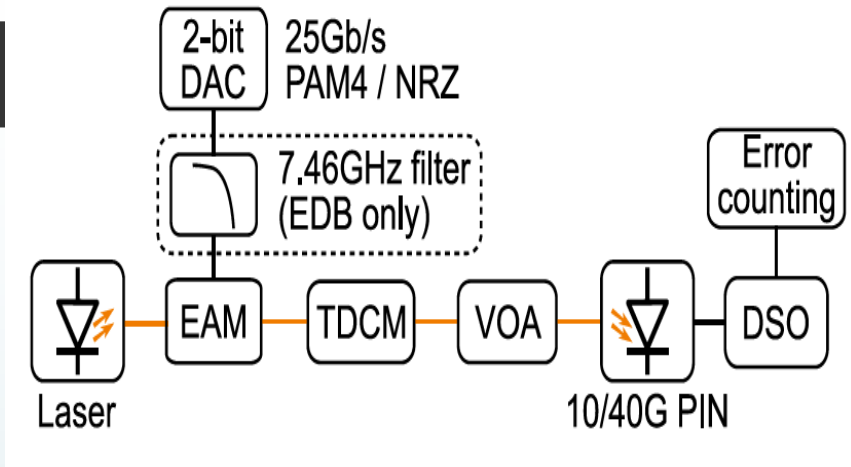 2-bit
DAC
25Gb/s
PAM4 / NRZ
7.46GHz filter
(EDB only)
Error
counting
EAM
TDCM
VOA
DSO
Laser
10/40G PIN